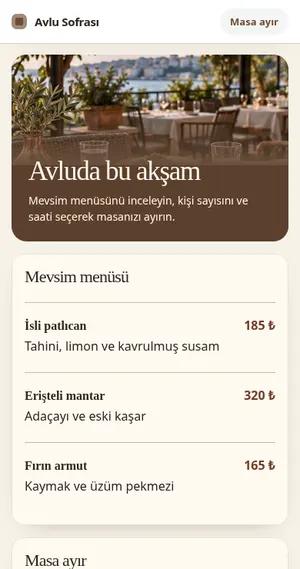 Avlu Sofrası
Masa ayır
Avluda bu akşam
Mevsim menüsünü inceleyin, kişi sayısını ve
saati seçerek masanızı ayırın.
Mevsim menüsü
İsli patlıcan 185 ₺
Tahini, limon ve kavrulmuş susam
Erişteli mantar 320 ₺
Adaçayı ve eski kaşar
Fırın armut 165 ₺
Kaymak ve üzüm pekmezi
Masa ayır